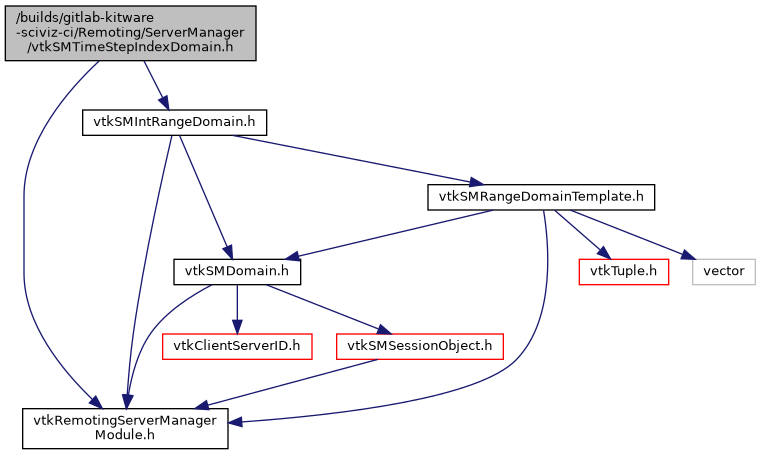 /builds/gitlab-kitware
-sciviz-ci/Remoting/ServerManager
/vtkSMTimeStepIndexDomain.h
vtkSMIntRangeDomain.h
vtkSMRangeDomainTemplate.h
vtkSMDomain.h
vtkTuple.h
vector
vtkClientServerID.h
vtkSMSessionObject.h
vtkRemotingServerManager
Module.h